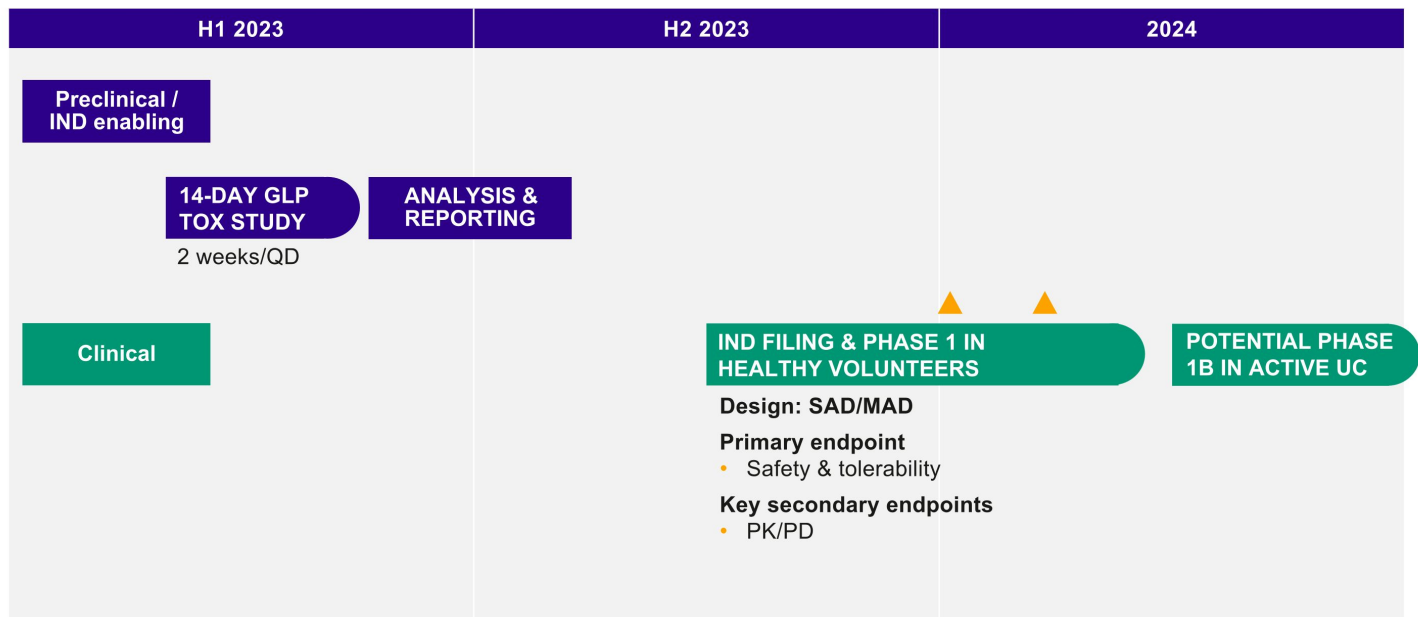 H1 2023
H2 2023
2024
Preclinical /
IND enabling
14-DAY GLP
TOX STUDY
2 weeks/QD
ANALYSIS &
REPORTING
Clinical
IND FILING & PHASE 1 IN
HEALTHY VOLUNTEERS
Design: SAD/MAD
Primary endpoint
• Safety & tolerability
Key secondary endpoints
• PK/PD
POTENTIAL PHASE
1B IN ACTIVE UC